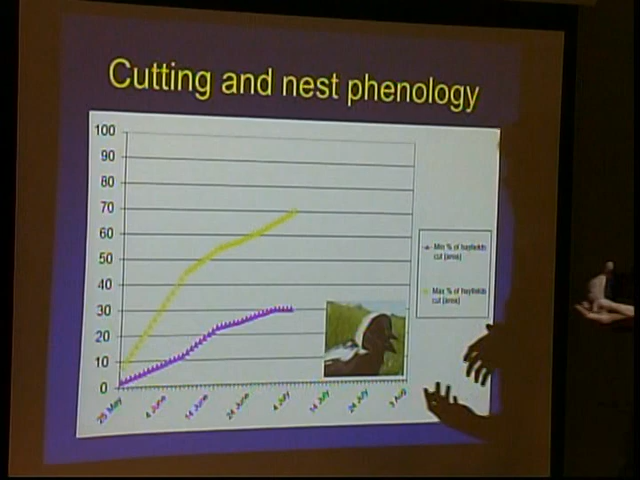 Cutting and nest phenology
100
90
80
70
60
50
40
30
20
10
0
25 May
4 June
14 June
24 June
4 July
14 July
24 July
3 Aug
Min % of hayfields
cut (area)
Max % of hayfields
cut (area)